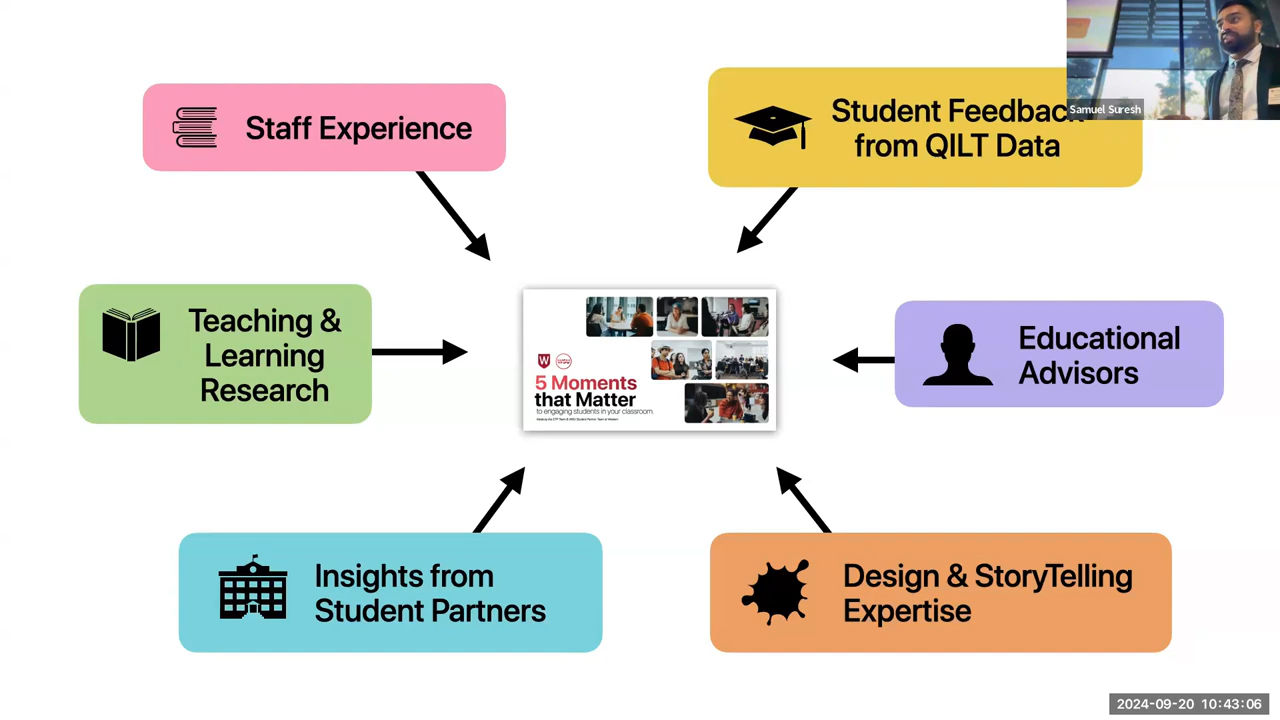 Staff Experience
Student Feedback
from QILT Data
Samuel Suresh
Teaching &
Learning
Research
W
5 Moments
that Matter
to engaging students in your classroom.
Educational
Advisors
Insights from
Student Partners
Design & StoryTelling
Expertise
2024-09-20 10:43:06